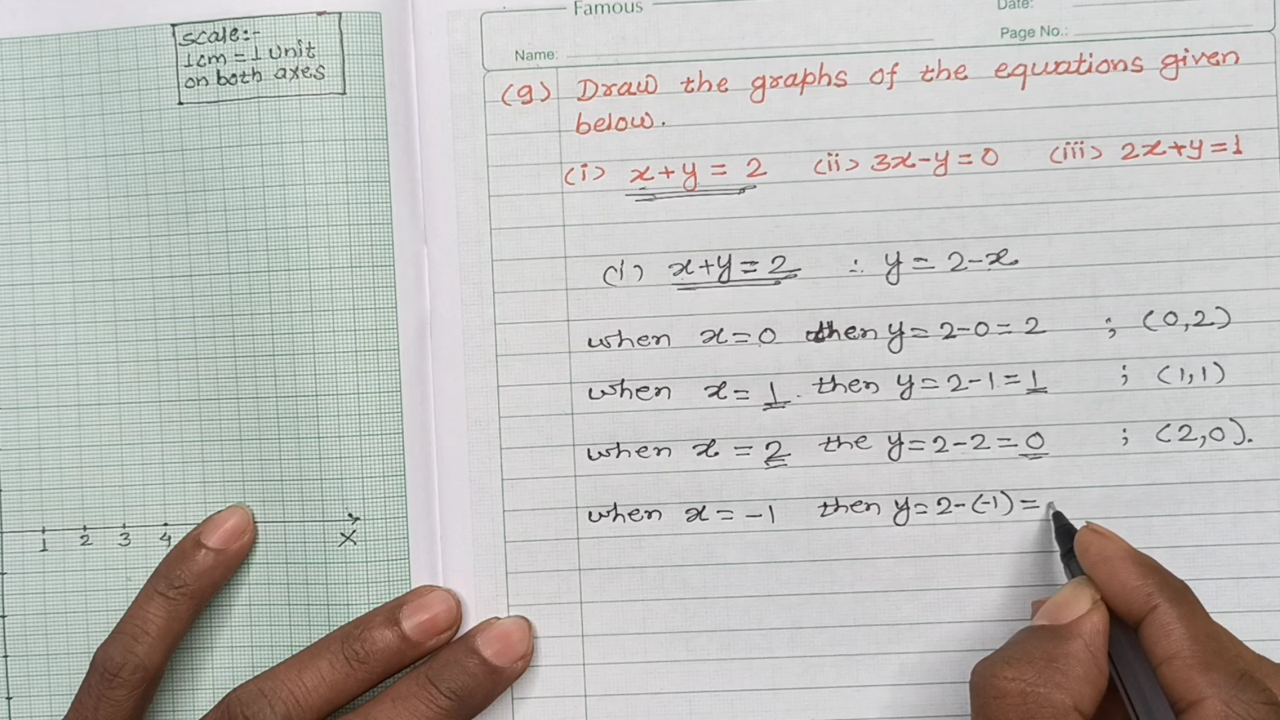 scale:-
1cm = 1 unit
on both axes
1 2 3 4
X
Famous
Date:
Page No.:
Name:
(9) Draw the graphs of the equations given
below.
(i) x+y = 2 (ii) 3x-y=0 (iii) 2x+y=1
(i) x+y=2 ∴ y = 2-x
when x=0 then y=2-0=2 ; (0,2)
when x=1. then y=2-1=1 ; (1,1)
when x=2 the y=2-2=0 ; (2,0).
when x=-1 then y=2-(-1)=